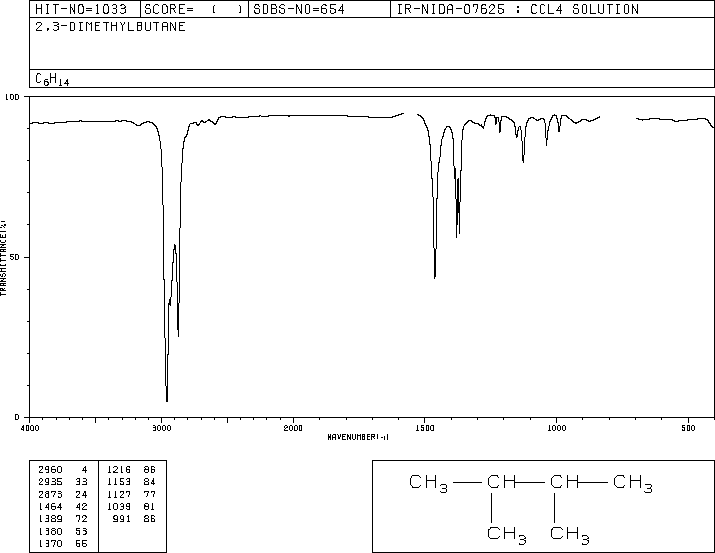 HIT-NO=1033 SCORE= ( ) SDBS-NO=654 IR-NIDA-07625 : CCL4 SOLUTION
2,3-DIMETHYLBUTANE
C6H14
100
50
0
TRANSMITTANCE(%)
4000 3000 2000 1500 1000 500
WAVENUMBER(-1)
2960 4 1216 86
2935 33 1153 84
2873 24 1127 77
1464 42 1039 81
1389 72 991 86
1380 53
1370 55
CH3 CH CH CH3
CH3 CH3